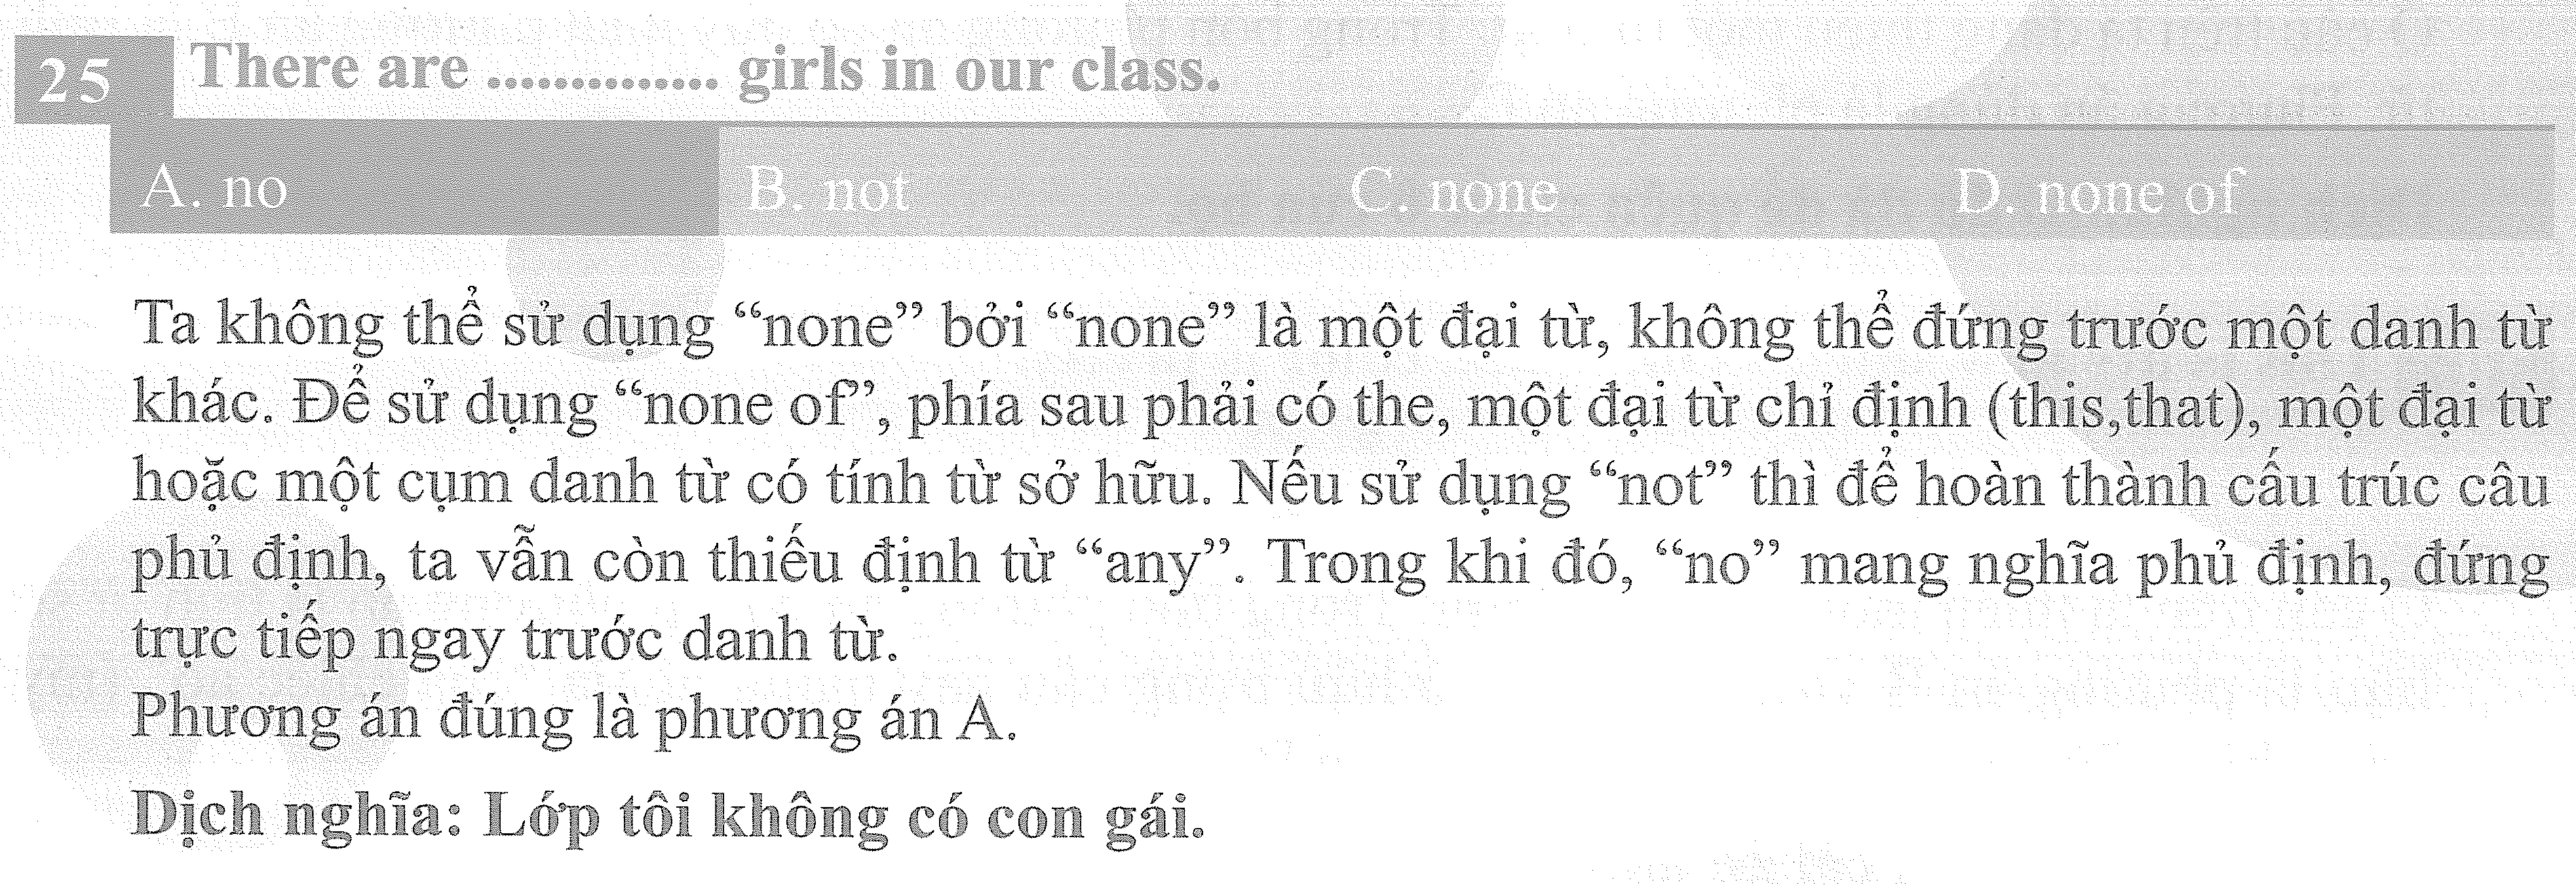 25 There are ............. girls in our class.
A. no B. not C. none D. none of
Ta không thể sử dụng “none” bởi “none” là một đại từ, không thể đứng trước một danh từ
khác. Để sử dụng “none of”, phía sau phải có the, một đại từ chỉ định (this,that), một đại từ
hoặc một cụm danh từ có tính từ sở hữu. Nếu sử dụng “not” thì để hoàn thành cấu trúc câu
phủ định, ta vẫn còn thiếu định từ “any”. Trong khi đó, “no” mang nghĩa phủ định, đứng
trực tiếp ngay trước danh từ.
Phương án đúng là phương án A.
Dịch nghĩa: Lớp tôi không có con gái.